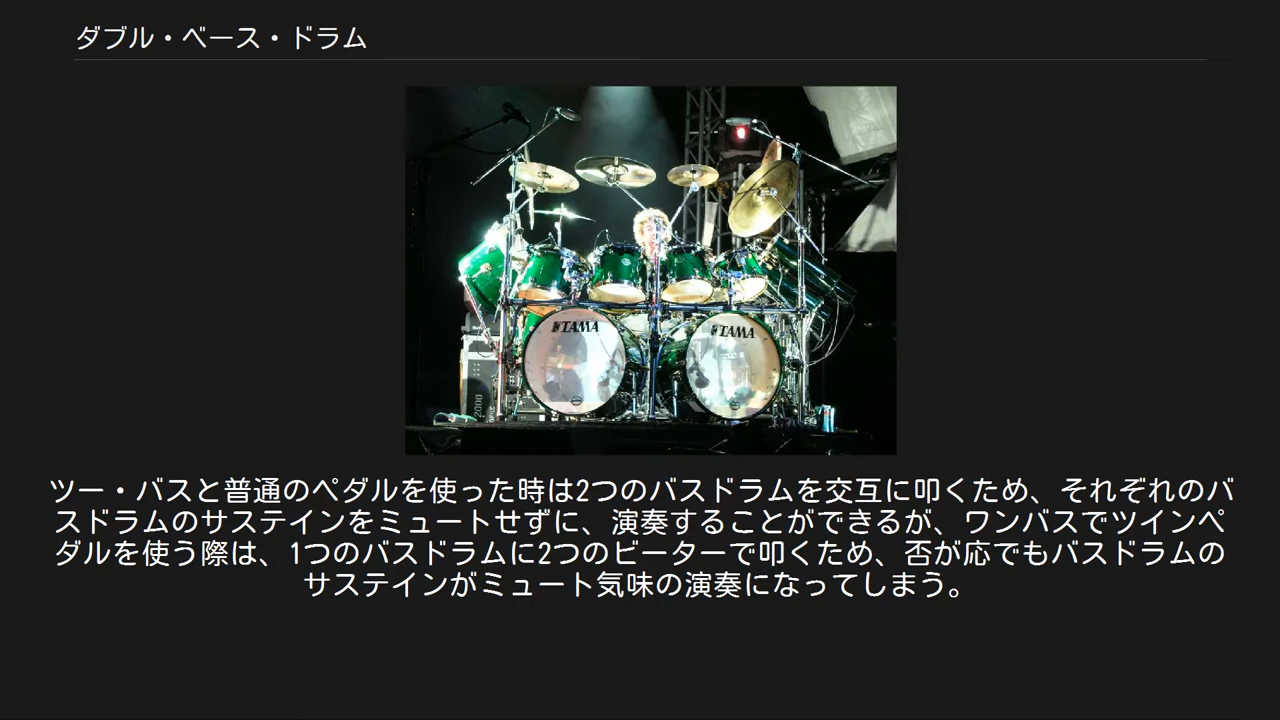 ダブル・ベース・ドラム
TAMA
TAMA
2000
ツー・バスと普通のペダルを使った時は2つのバスドラムを交互に叩くため、それぞれのバ
スドラムのサステインをミュートせずに、演奏することができるが、ワンバスでツインペ
ダルを使う際は、1つのバスドラムに2つのビーターで叩くため、否が応でもバスドラムの
サステインがミュート気味の演奏になってしまう。